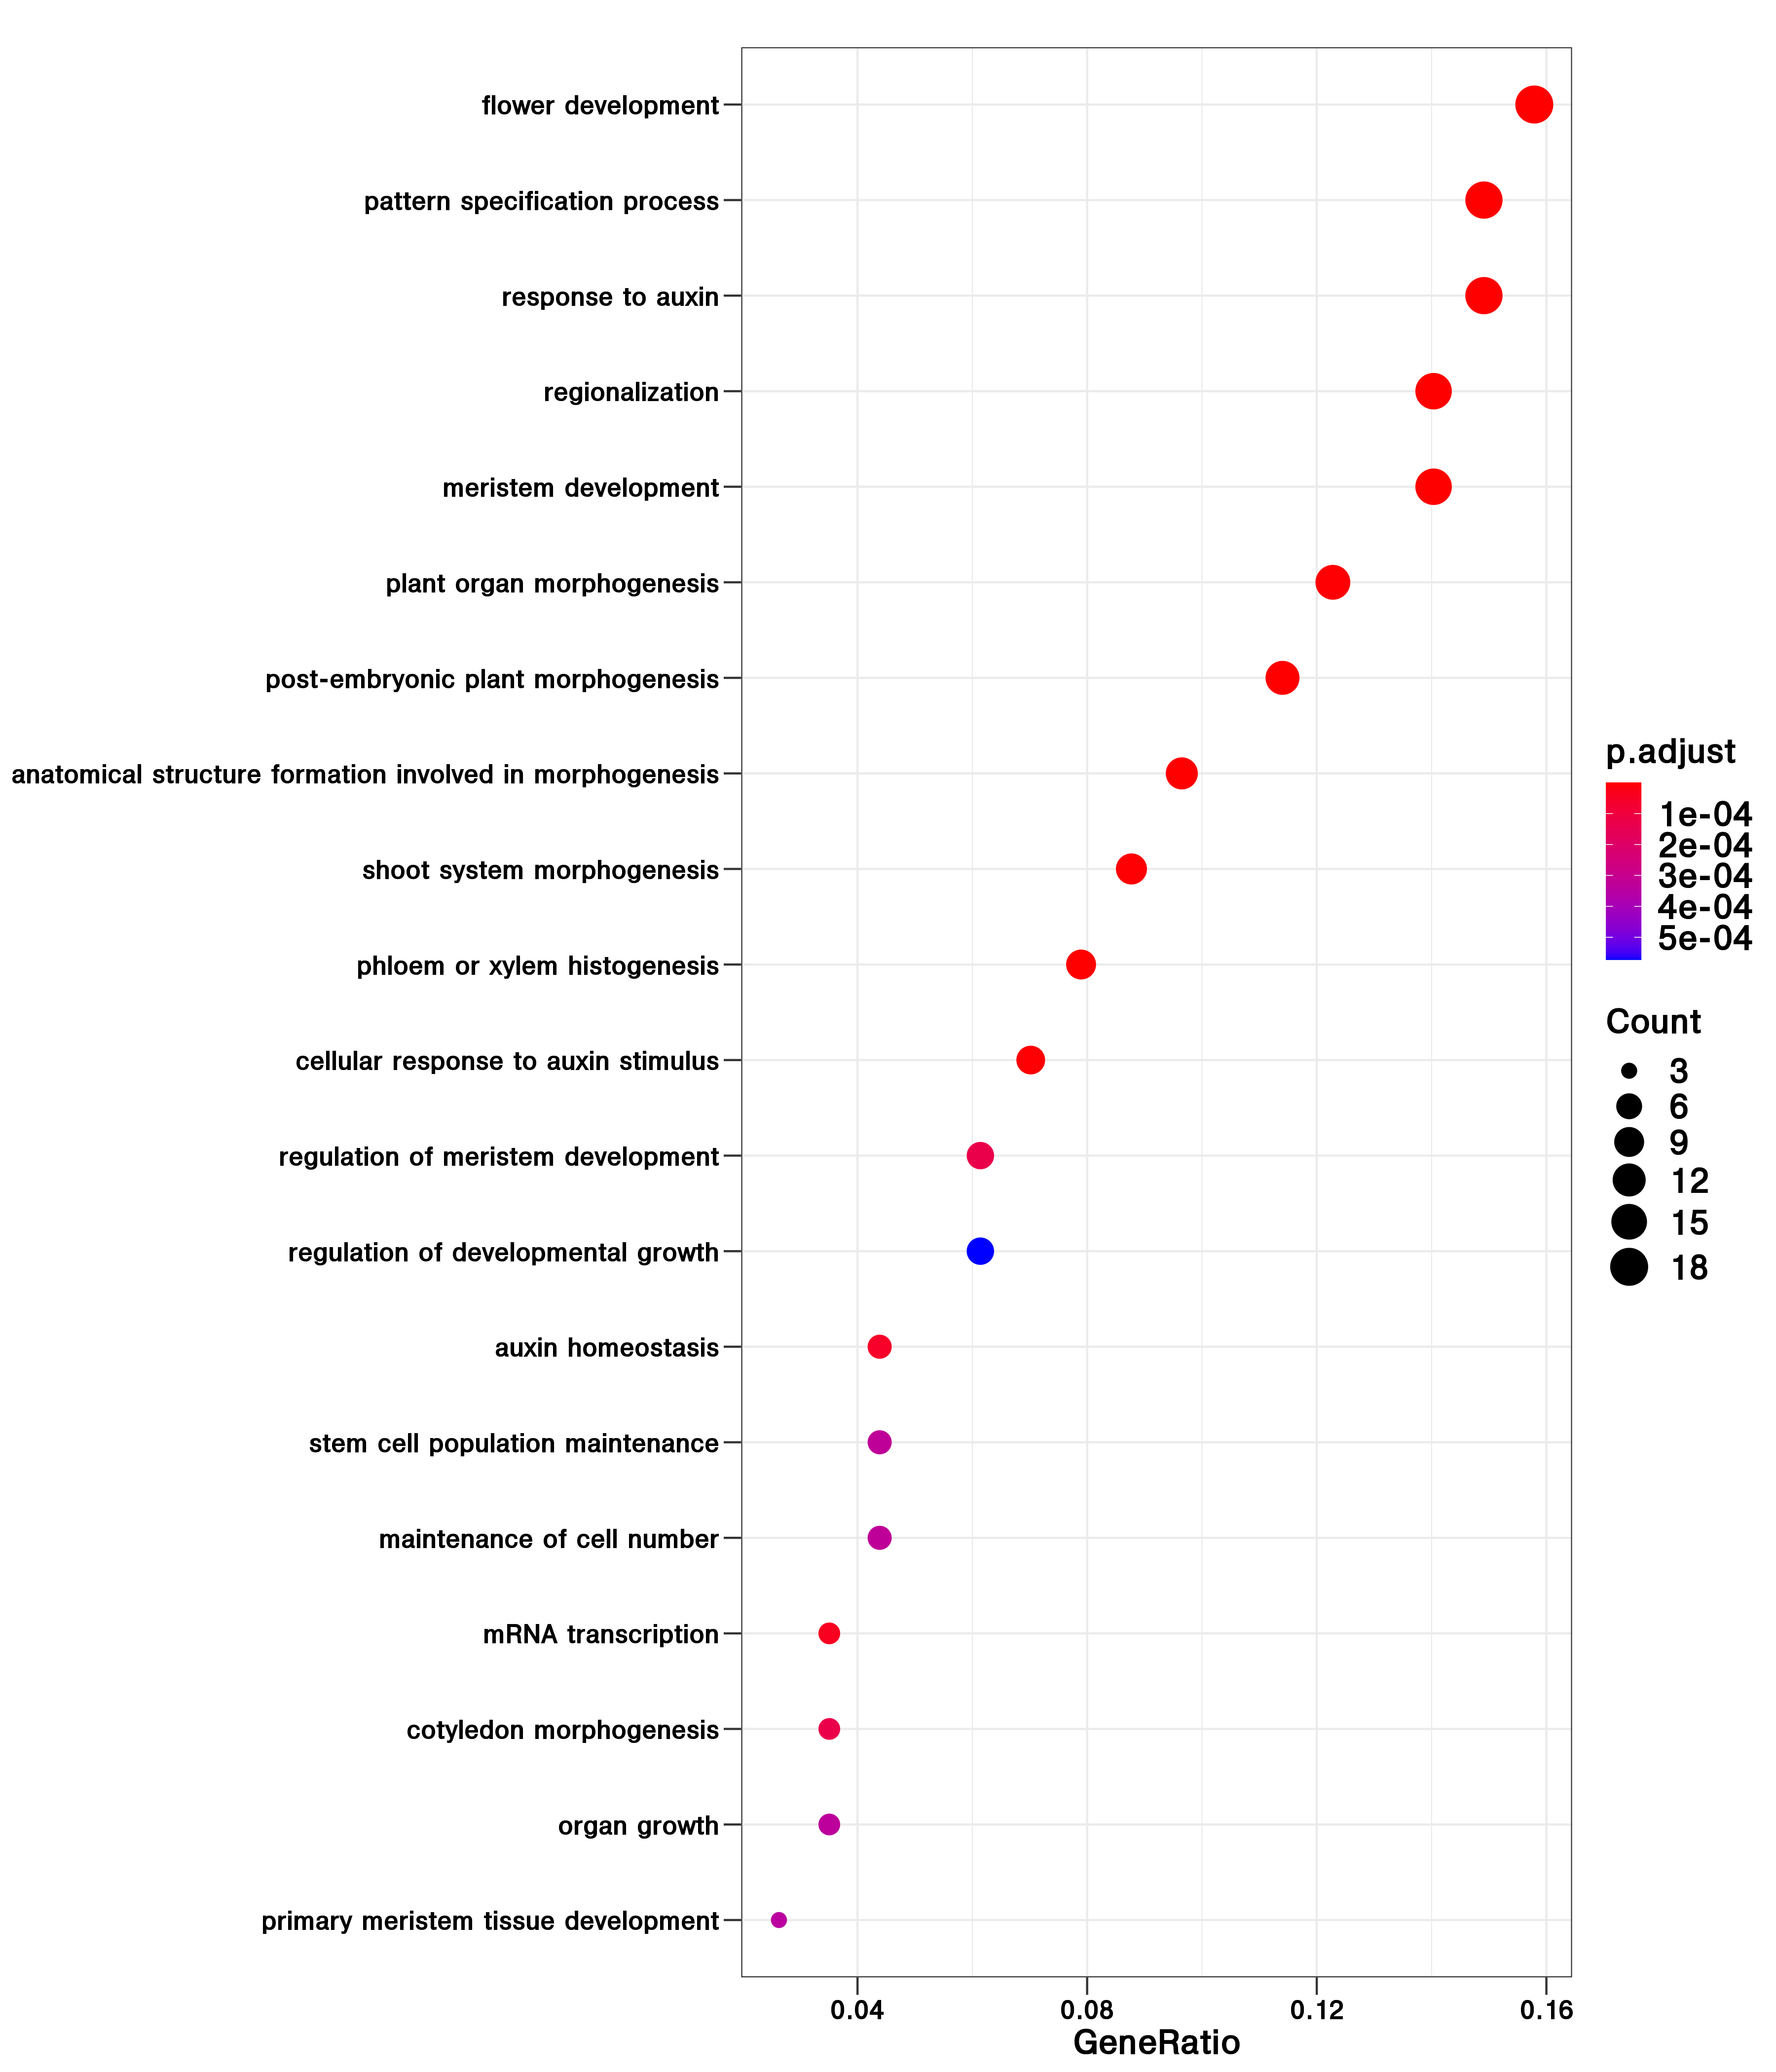 flower development
pattern specification process
response to auxin
regionalization
meristem development
plant organ morphogenesis
post-embryonic plant morphogenesis
anatomical structure formation involved in morphogenesis
shoot system morphogenesis
phloem or xylem histogenesis
cellular response to auxin stimulus
regulation of meristem development
regulation of developmental growth
auxin homeostasis
stem cell population maintenance
maintenance of cell number
mRNA transcription
cotyledon morphogenesis
organ growth
primary meristem tissue development
0.04 0.08 0.12 0.16
GeneRatio
p.adjust
1e-04
2e-04
3e-04
4e-04
5e-04
Count
3
6
9
12
15
18